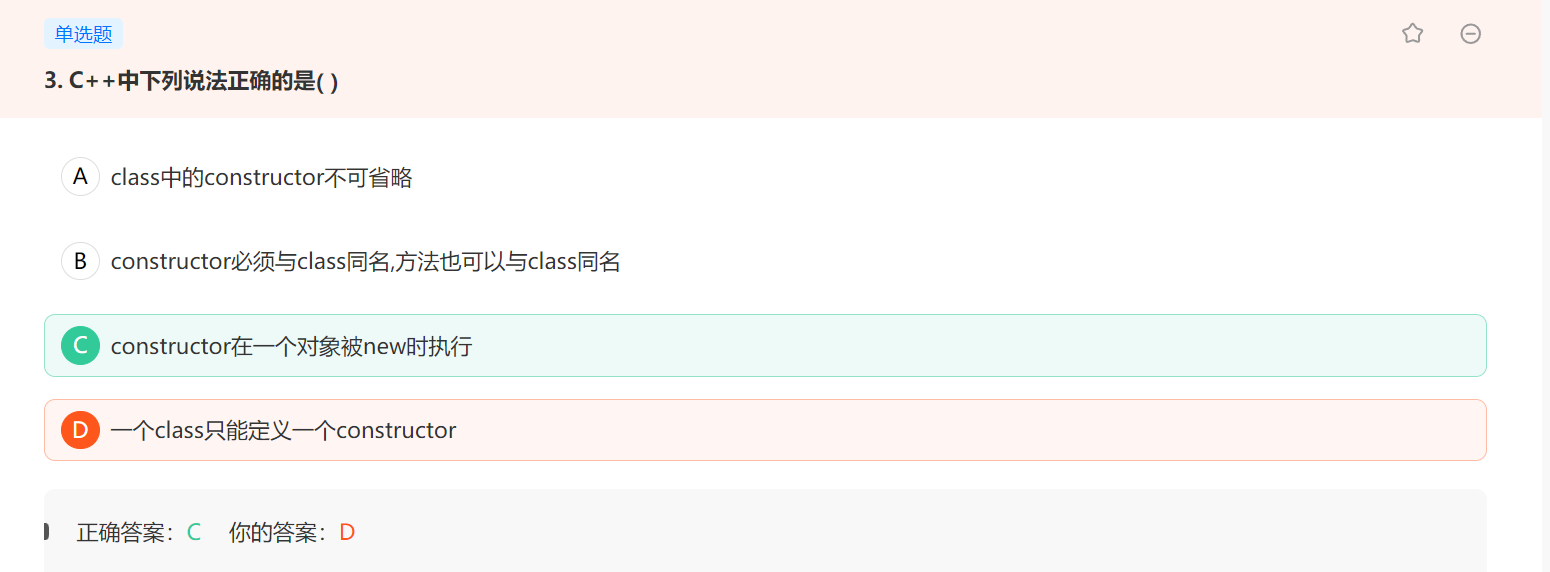 单选题
3. C++中下列说法正确的是( )
A class中的constructor不可省略
B constructor必须与class同名,方法也可以与class同名
C constructor在一个对象被new时执行
D 一个class只能定义一个constructor
正确答案：C 你的答案：D